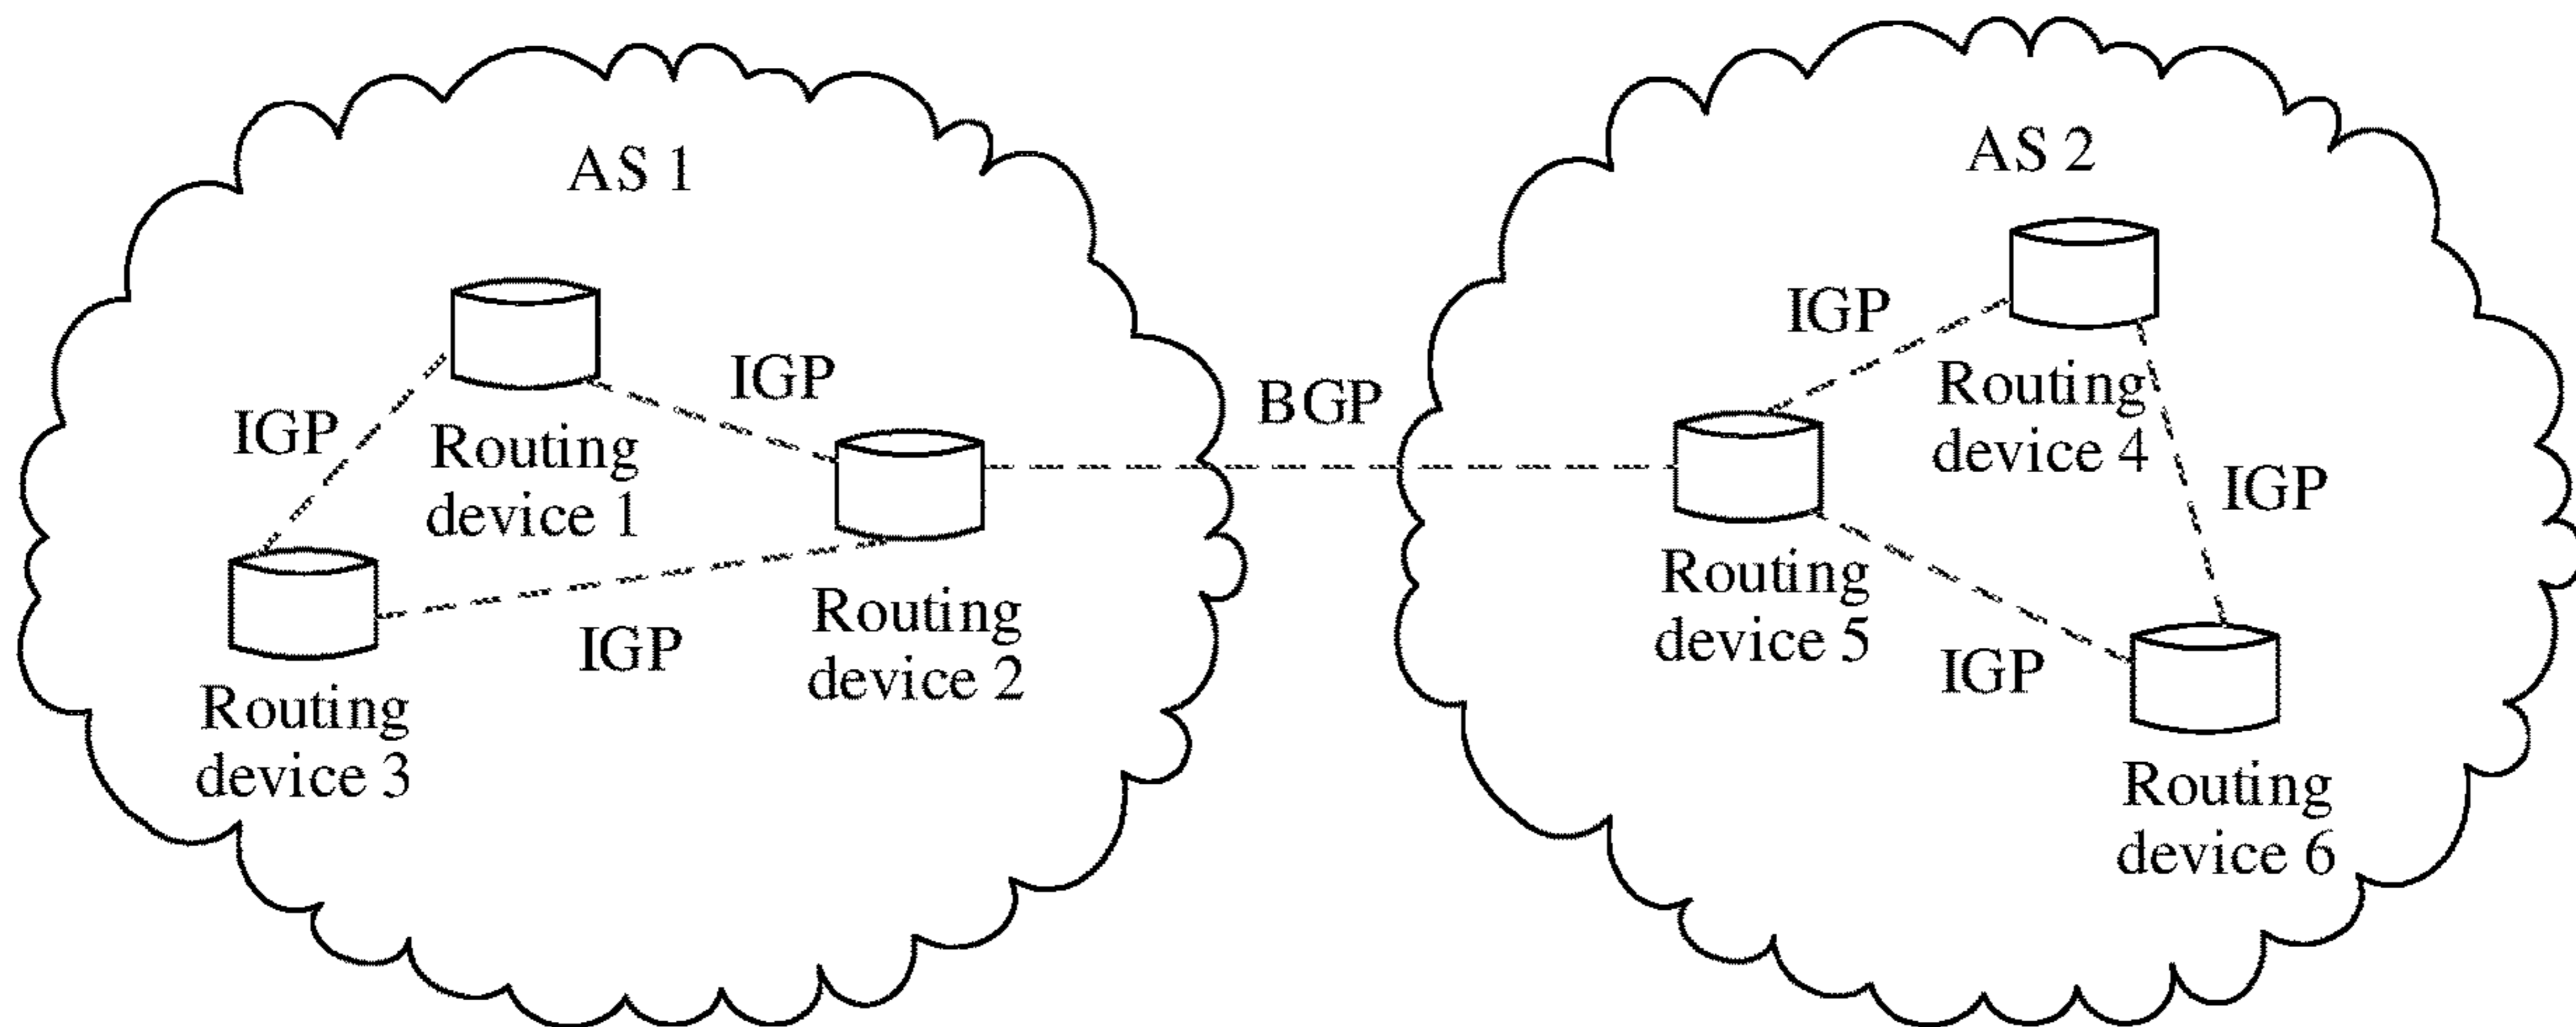 AS 1
IGP
IGP
Routing
device 1
IGP
Routing
device 2
Routing
device 3
BGP
AS 2
IGP
Routing
device 4
IGP
Routing
device 5
IGP
Routing
device 6